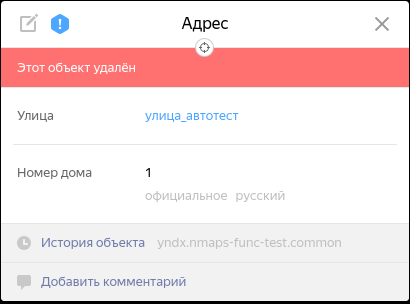 Адрес
Этот объект удалён
Улица улица_автотест
Номер дома 1
официальное русский
История объекта yndx.nmaps-func-test.common
Добавить комментарий